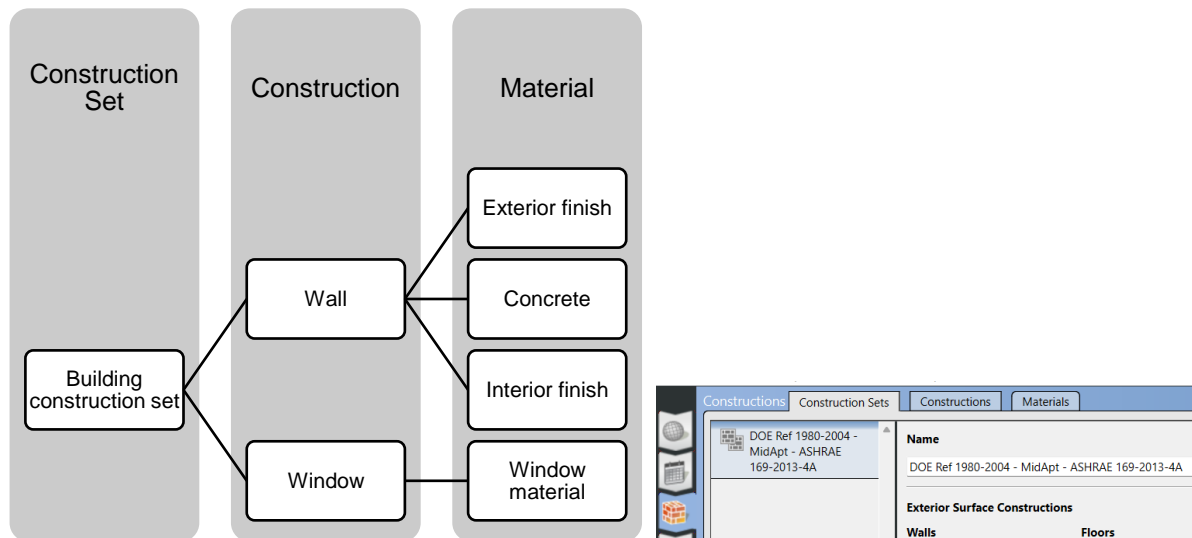 Construction
Set
Construction
Material
Exterior finish
Wall
Concrete
Building
construction set
Interior finish
Window
Window
material
Constructions
Construction Sets
Constructions
Materials
DOE Ref 1980-2004 -
MidApt - ASHRAE
169-2013-4A
Name
DOE Ref 1980-2004 - MidApt - ASHRAE 169-2013-4A
Exterior Surface Constructions
Walls
Floors